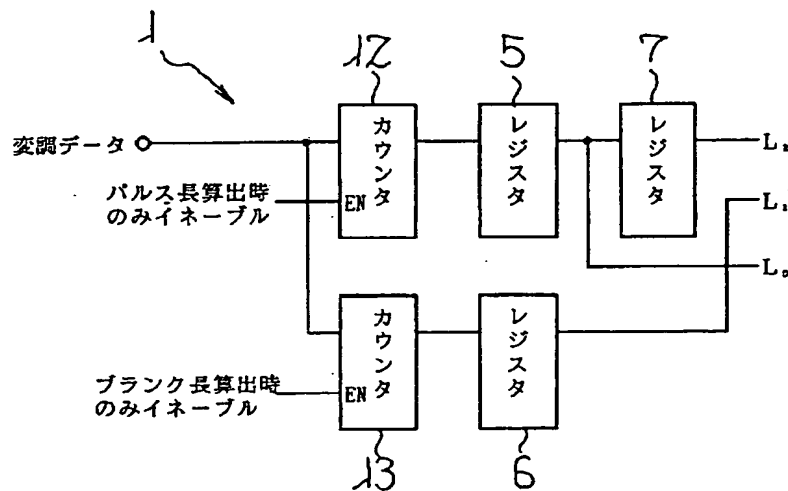 1
12
5
7
変調データ
カウンタ
レジスタ
レジスタ
パルス長算出時
のみイネーブル
EN
カウンタ
レジスタ
ブランク長算出時
のみイネーブル
EN
13
6